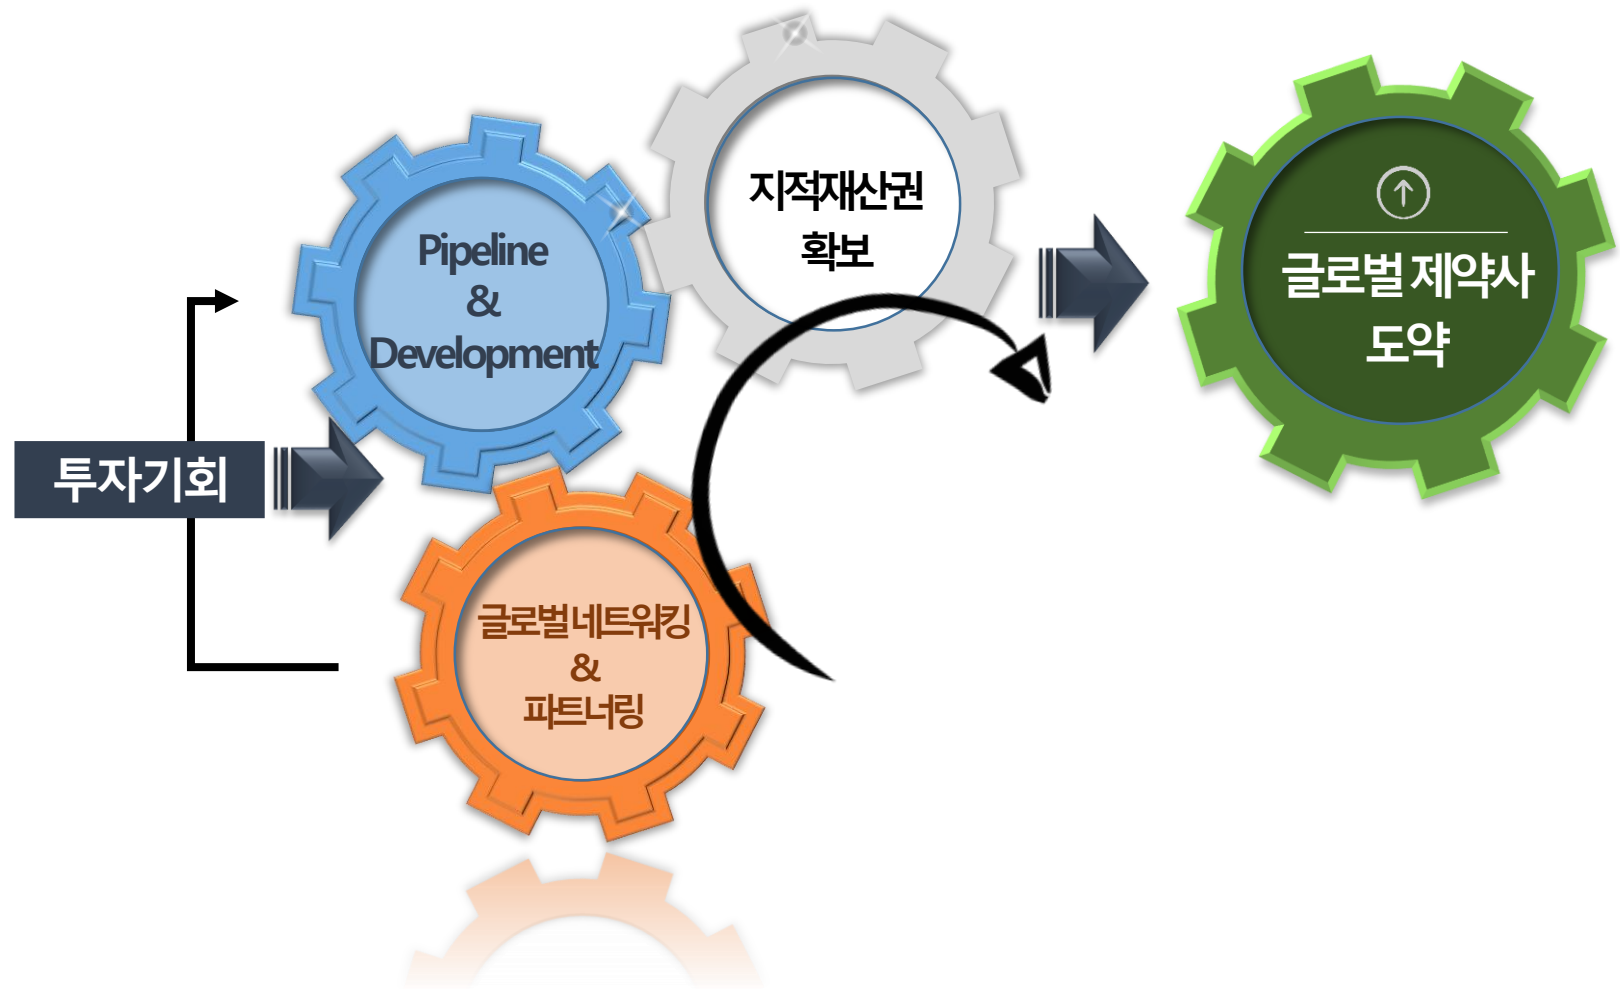 투자기회
Pipeline
&
Development
지적재산권
확보
글로벌 네트워킹
&
파트너링
글로벌 제약사
도약